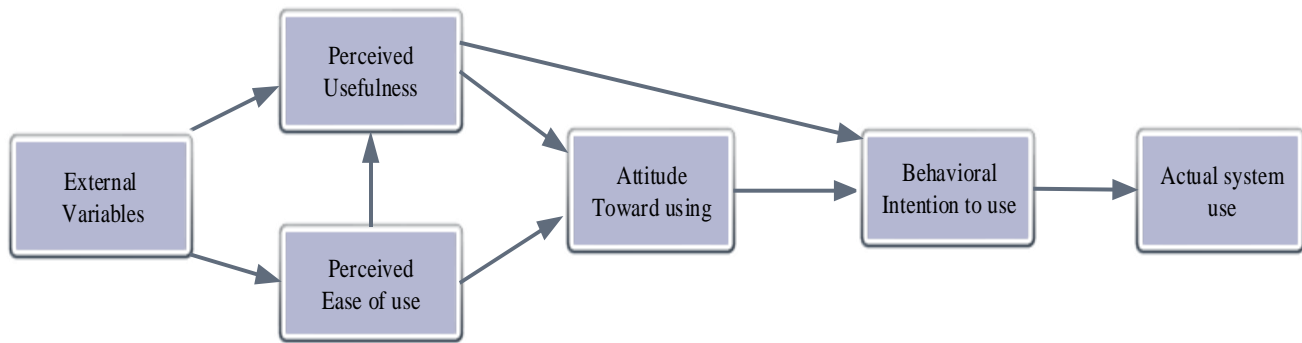 Perceived
Usefulness
External
Variables
Perceived
Ease of use
Attitude
Toward using
Behavioral
Intention to use
Actual system
use